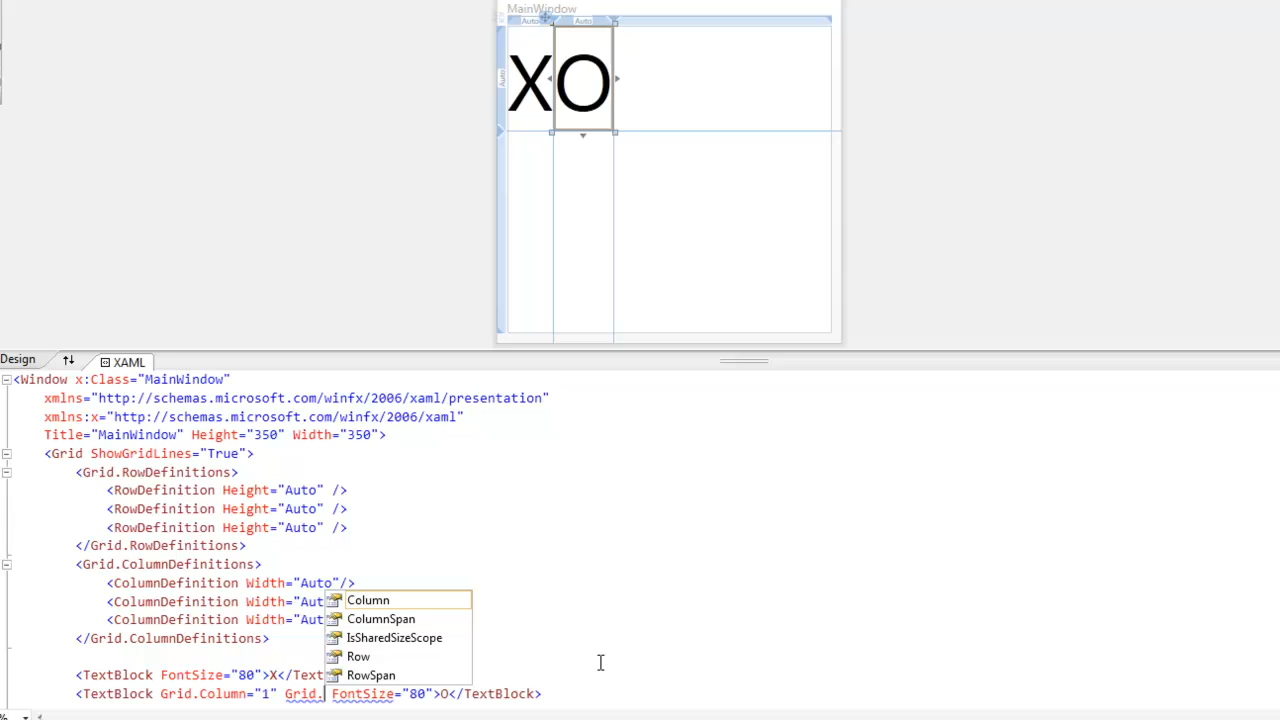 MainWindow
Auto Auto
Auto
XO
Design XAML
<Window x:Class="MainWindow"
xmlns="http://schemas.microsoft.com/winfx/2006/xaml/presentation"
xmlns:x="http://schemas.microsoft.com/winfx/2006/xaml"
Title="MainWindow" Height="350" Width="350">
<Grid ShowGridLines="True">
<Grid.RowDefinitions>
<RowDefinition Height="Auto" />
<RowDefinition Height="Auto" />
<RowDefinition Height="Auto" />
</Grid.RowDefinitions>
<Grid.ColumnDefinitions>
<ColumnDefinition Width="Auto"/>
<ColumnDefinition Width="Aut
<ColumnDefinition Width="Aut
</Grid.ColumnDefinitions>
Column
ColumnSpan
IsSharedSizeScope
Row
RowSpan
<TextBlock FontSize="80">X</Text
<TextBlock Grid.Column="1" Grid. FontSize="80">O</TextBlock>
%